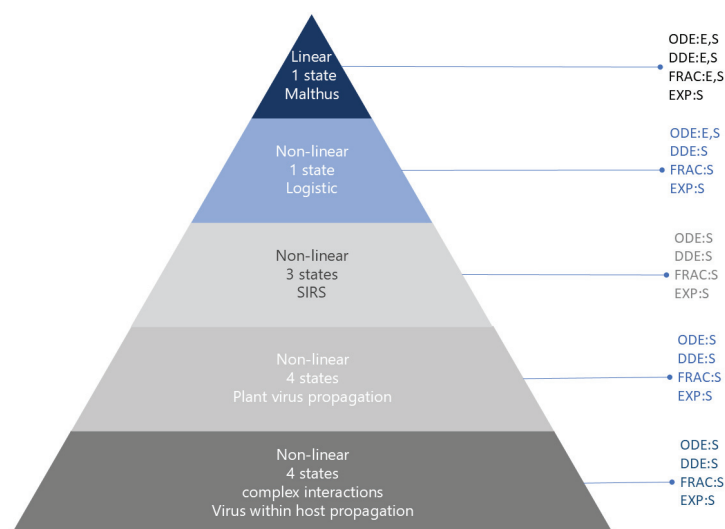 Linear
1 state
Malthus
ODE:E,S
DDE:E,S
FRAC:E,S
EXP:S
Non-linear
1 state
Logistic
ODE:E,S
DDE:S
FRAC:S
EXP:S
Non-linear
3 states
SIRS
ODE:S
DDE:S
FRAC:S
EXP:S
Non-linear
4 states
Plant virus propagation
ODE:S
DDE:S
FRAC:S
EXP:S
Non-linear
4 states
complex interactions
Virus within host propagation
ODE:S
DDE:S
FRAC:S
EXP:S